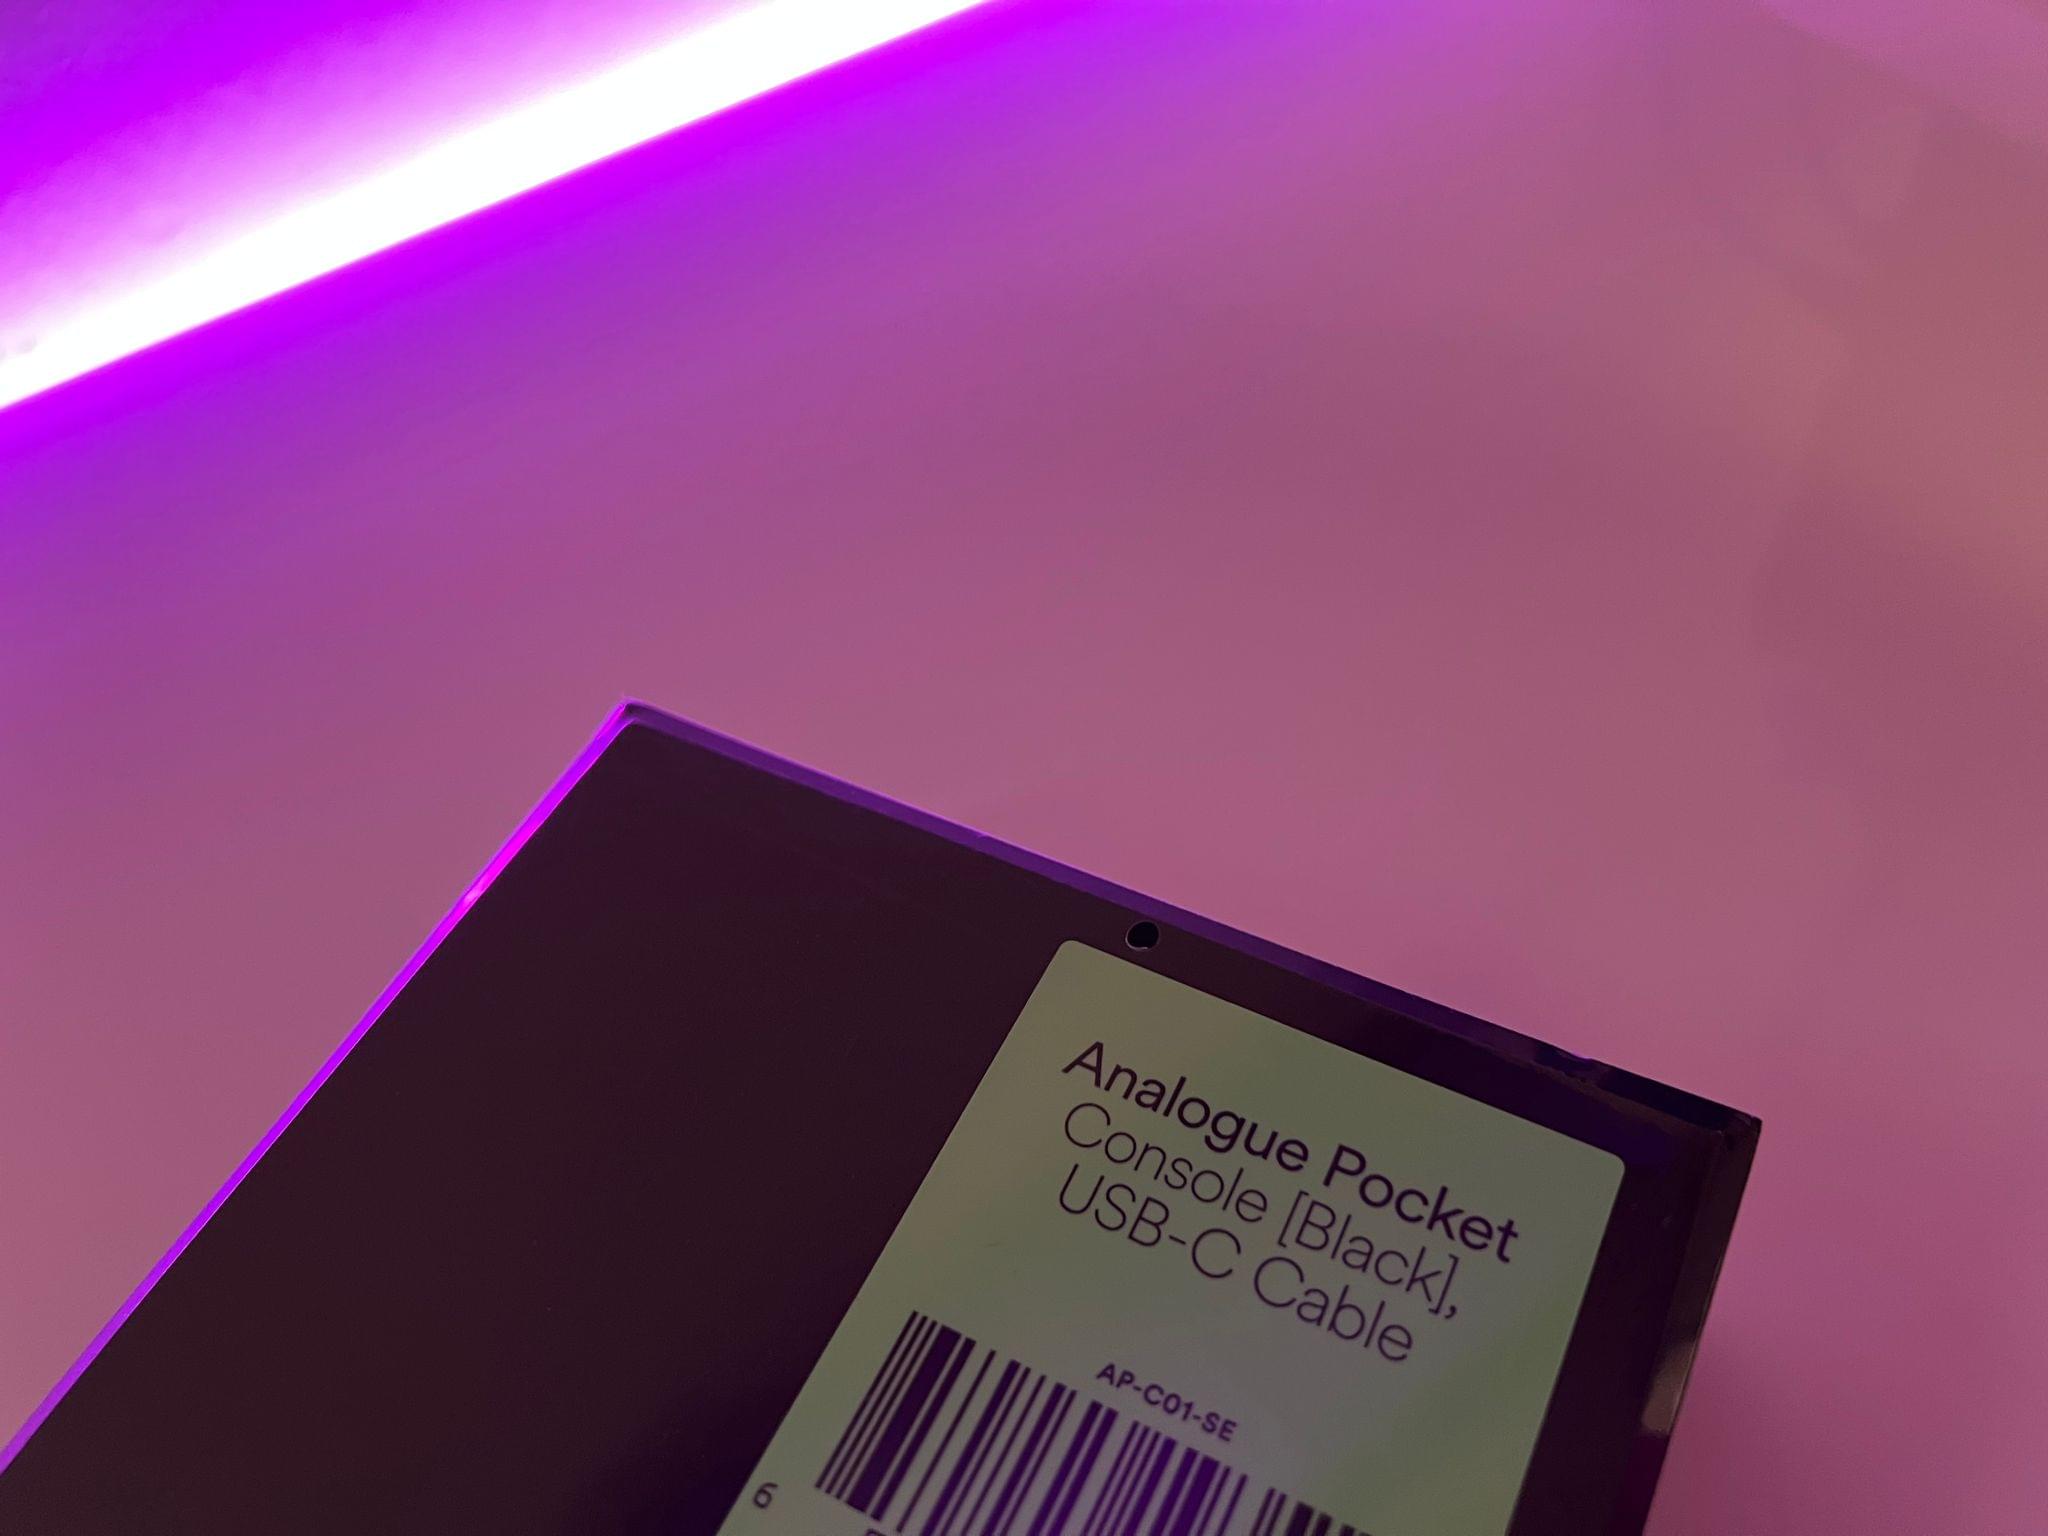 Analogue Pocket
Console [Black],
USB-C Cable
AP-C01-SE
6